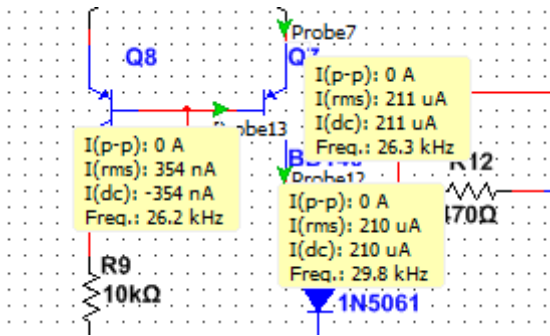 Probe7
Q8
I(p-p): 0 A
I(rms): 211 uA
I(dc): 211 uA
Freq.: 26.3 kHz
I(p-p): 0 A
I(rms): 354 nA
I(dc): -354 nA
Freq.: 26.2 kHz
Probe12
R12
470Ω
I(p-p): 0 A
I(rms): 210 uA
I(dc): 210 uA
Freq.: 29.8 kHz
R9
10kΩ
1N5061